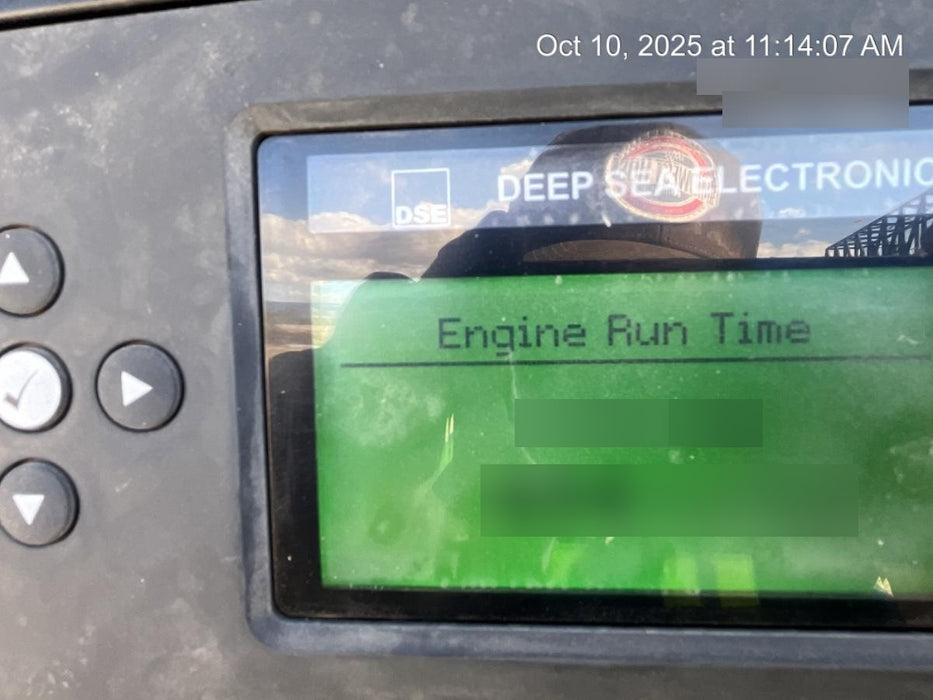 Oct 10, 2025 at 11:14:07 AM
DSE
DEEP SEA ELECTRONIC
Engine Run Time